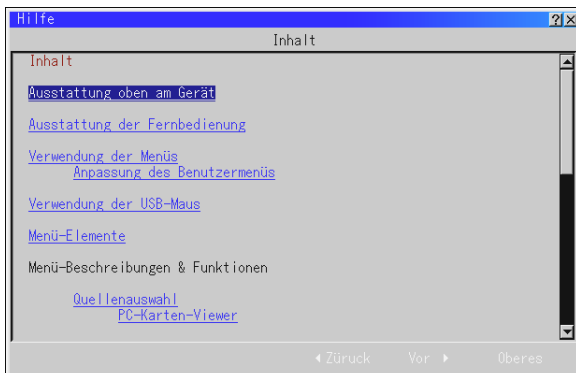 Hilfe
Inhalt
Inhalt
Ausstattung oben am Gerät
Ausstattung der Fernbedienung
Verwendung der Menüs
Anpassung des Benutzermenüs
Verwendung der USB-Maus
Menü-Elemente
Menü-Beschreibungen & Funktionen
Quellenauswahl
PC-Karten-Viewer
Züruck Vor Oberes